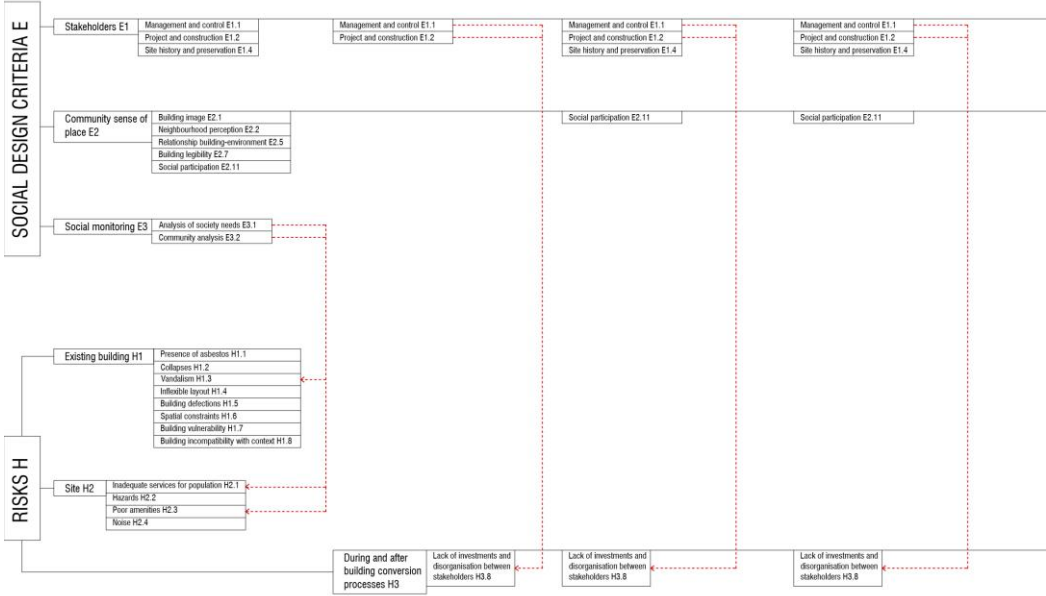 SOCIAL DESIGN CRITERIA E
Stakeholders E1
Management and control E1.1
Project and construction E1.2
Site history and preservation E1.4
Management and control E1.1
Project and construction E1.2
Management and control E1.1
Project and construction E1.2
Site history and preservation E1.4
Management and control E1.1
Project and construction E1.2
Site history and preservation E1.4
Community sense of
place E2
Building image E2.1
Neighbourhood perception E2.2
Relationship building-environment E2.5
Building legibility E2.7
Social participation E2.11
Social participation E2.11
Social participation E2.11
Social monitoring E3
Analysis of society needs E3.1
Community analysis E3.2
RISKS H
Existing building H1
Presence of asbestos H1.1
Collapses H1.2
Vandalism H1.3
Inflexible layout H1.4
Building defections H1.5
Spatial constraints H1.6
Building vulnerability H1.7
Building incompatibility with context H1.8
Site H2
Inadequate services for population H2.1
Hazards H2.2
Poor amenities H2.3
Noise H2.4
During and after
building conversion
processes H3
Lack of investments and
disorganisation between
stakeholders H3.8
Lack of investments and
disorganisation between
stakeholders H3.8
Lack of investments and
disorganisation between
stakeholders H3.8